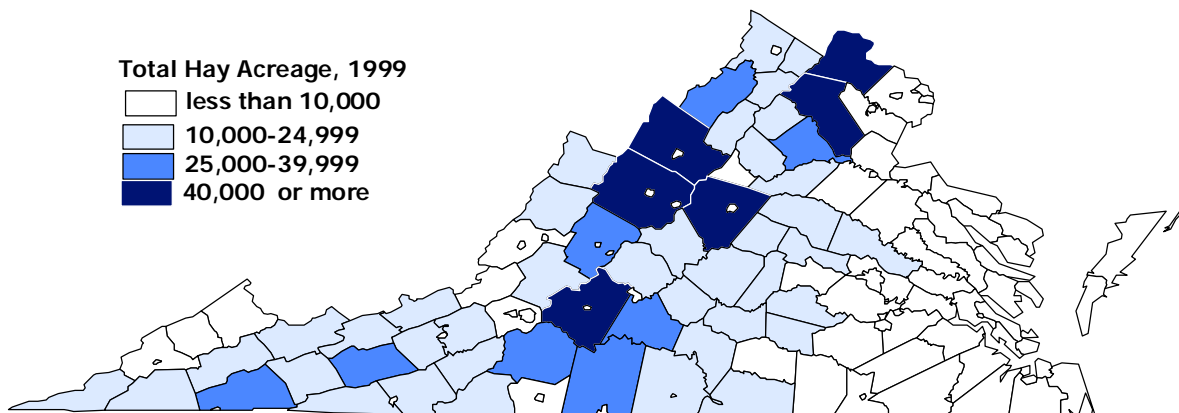 Total Hay Acreage, 1999
less than 10,000
10,000-24,999
25,000-39,999
40,000 or more